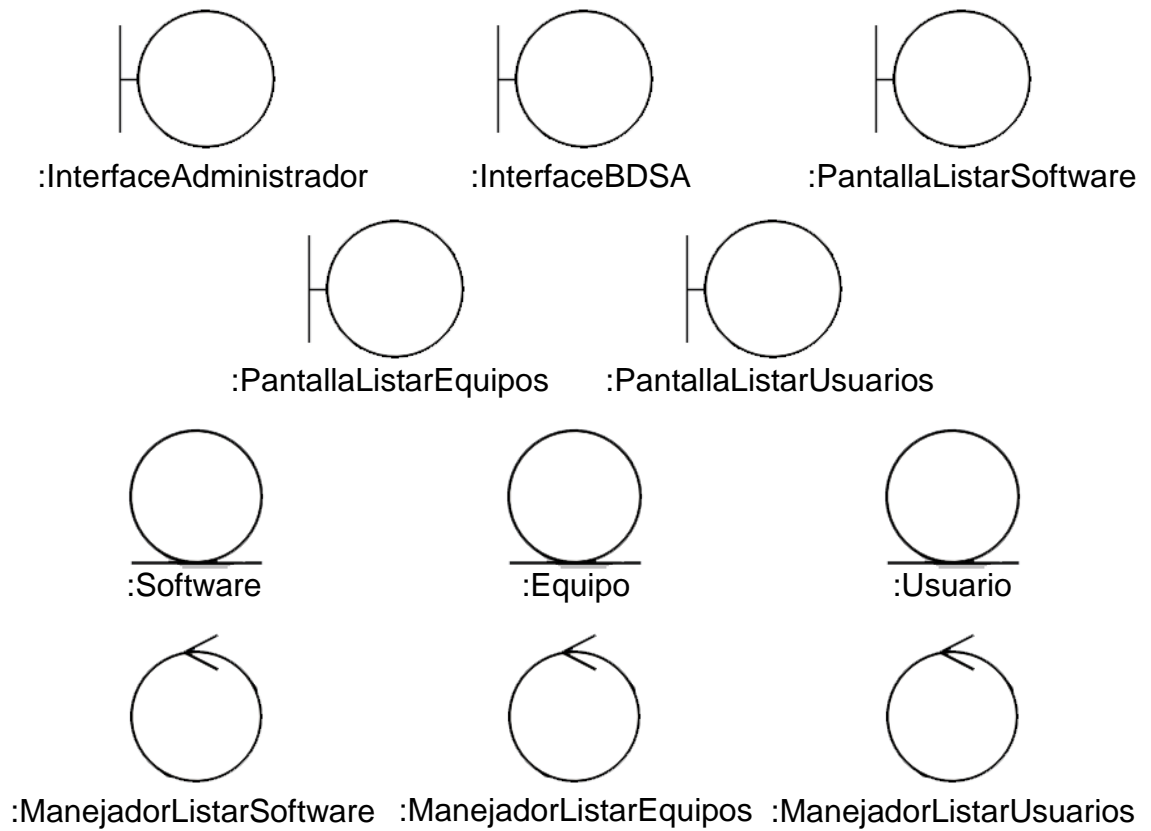 :InterfaceAdministrador :InterfaceBDSA :PantallaListarSoftware
:PantallaListarEquipos :PantallaListarUsuarios
:Software :Equipo :Usuario
:ManejadorListarSoftware :ManejadorListarEquipos :ManejadorListarUsuarios